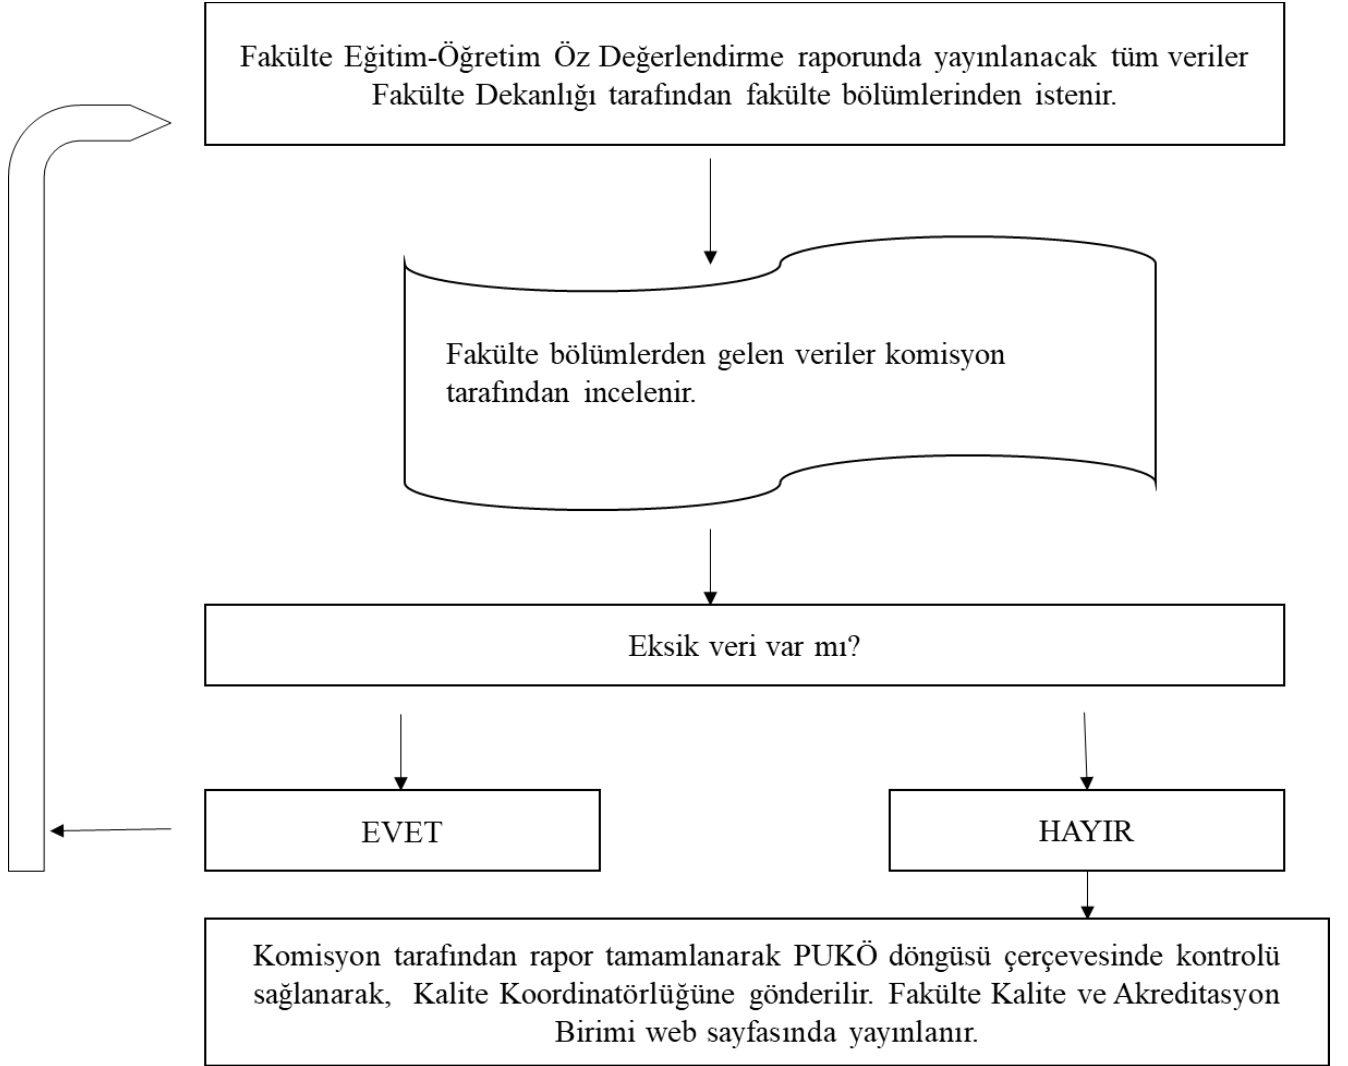 Fakülte Eğitim-Öğretim Öz Değerlendirme raporunda yayınlanacak tüm veriler
Fakülte Dekanlığı tarafından fakülte bölümlerinden istenir.
Fakülte bölümlerden gelen veriler komisyon
tarafından incelenir.
Eksik veri var mı?
EVET
HAYIR
Komisyon tarafından rapor tamamlanarak PUKÖ döngüsü çerçevesinde kontrolü
sağlanarak, Kalite Koordinatörlüğüne gönderilir. Fakülte Kalite ve Akreditasyon
Birimi web sayfasında yayınlanır.